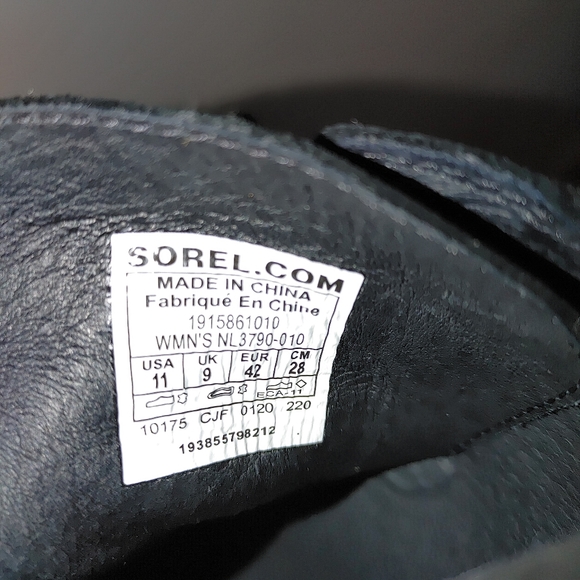 SOREL.COM
MADE IN CHINA
Fabriqué En Chine
1915861010
WMN'S NL3790-010
USA UK EUR CM
11 9 42 28
ECA-11
10175 CJF 0120 220
193855798212